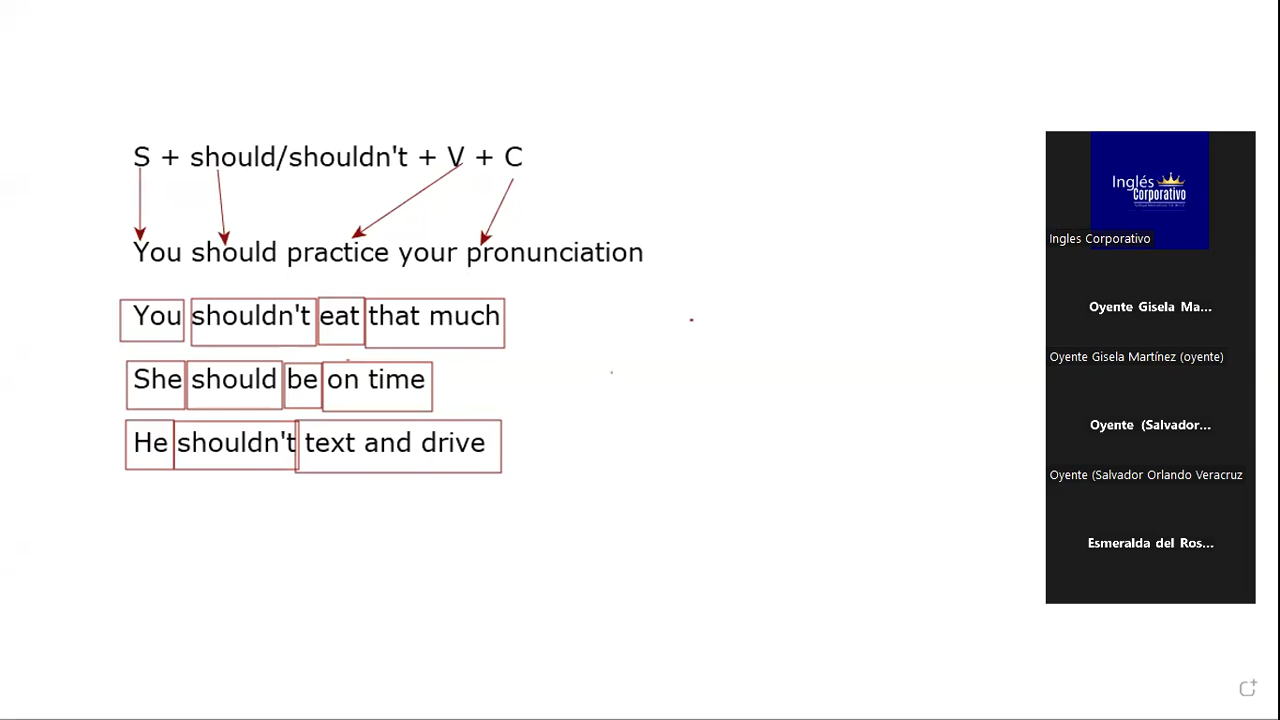 S + should/shouldn't + V + C
You should practice your pronunciation
You shouldn't eat that much
She should be on time
He shouldn't text and drive
Inglés
Corporativo
Ingles Corporativo
Oyente Gisela Ma...
Oyente Gisela Martínez (oyente)
Oyente (Salvador...
Oyente (Salvador Orlando Veracruz
Esmeralda del Ros...